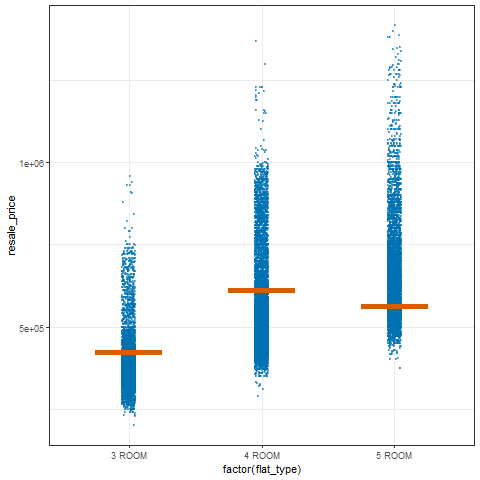 1e+06
5e+05
resale_price
3 ROOM
4 ROOM
5 ROOM
factor(flat_type)